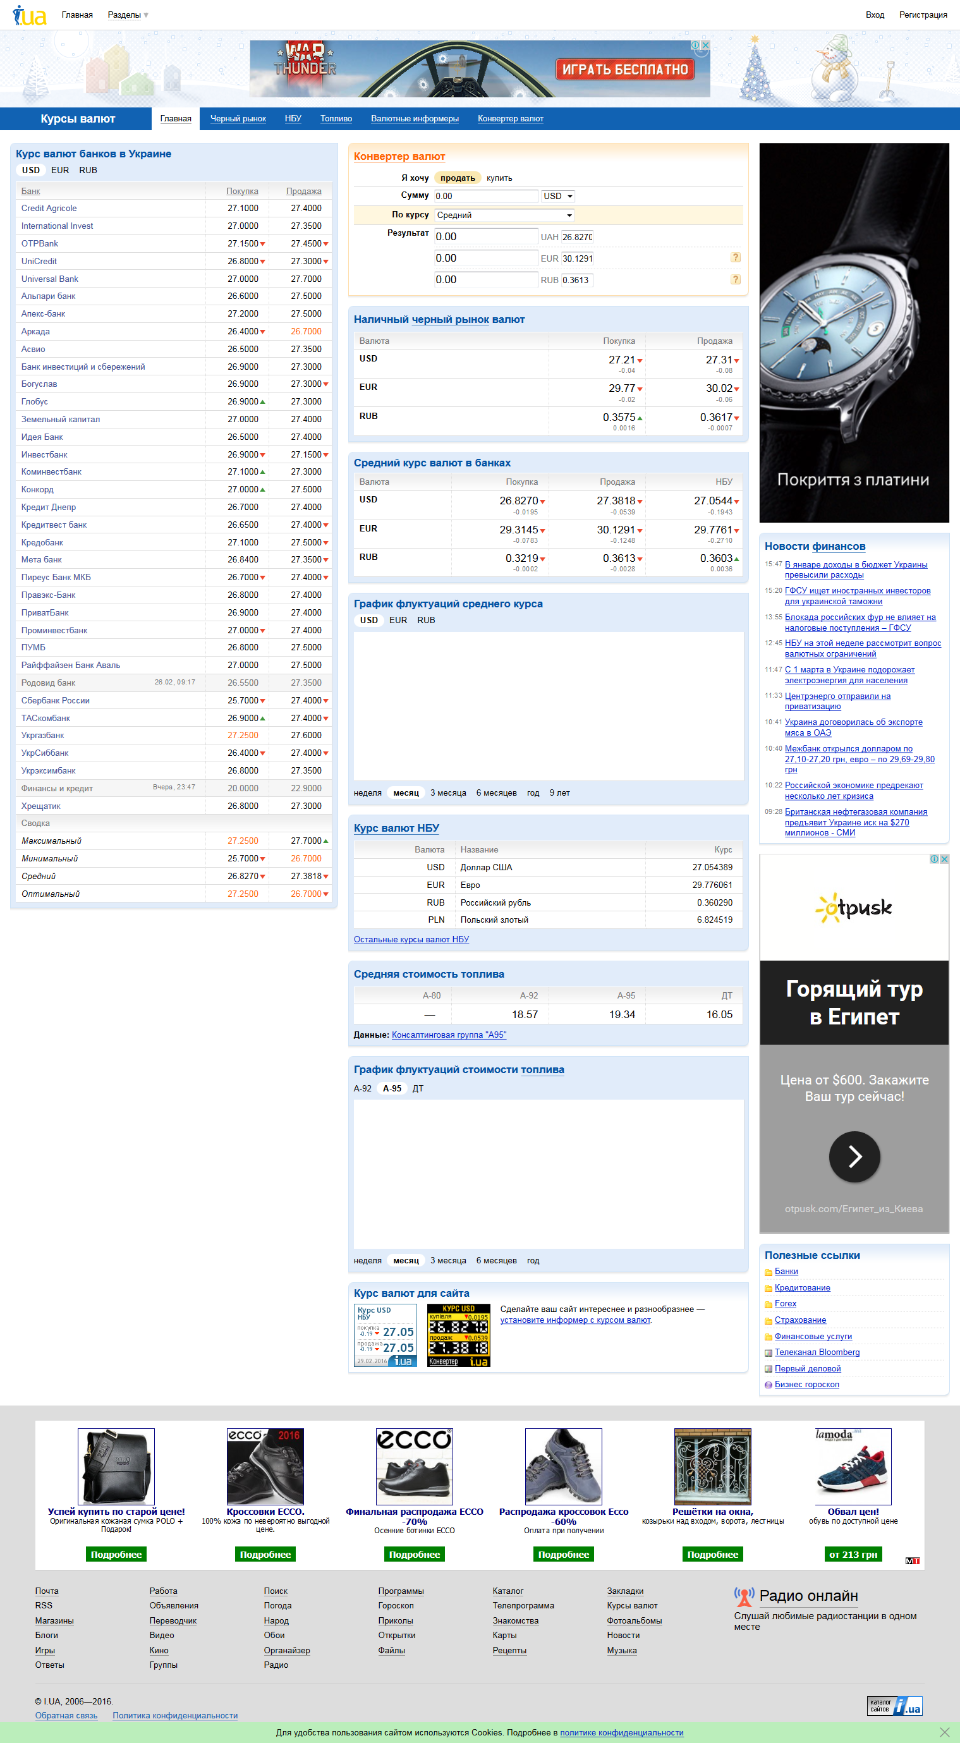 i.ua Главная Разделы Вход Регистрация
WAR THUNDER ИГРАТЬ БЕСПЛАТНО
Курсы валют Главная Черный рынок НБУ Топливо Валютные информеры Конвертер валют
Курс валют банков в Украине
USD EUR RUB
Банк Покупка Продажа
Credit Agricole 27.1000 27.4000
International Invest 27.0000 27.3500
OTPBank 27.1500 27.4500
UniCredit 26.8000 27.3000
Universal Bank 27.0000 27.7000
Альпари банк 26.6000 27.5000
Апекс-банк 27.2000 27.5000
Аркада 26.4000 26.7000
Асвио 26.5000 27.3500
Банк инвестиций и сбережений 26.9000 27.3000
Богуслав 26.9000 27.3000
Глобус 26.9000 27.3000
Земельный капитал 27.0000 27.4000
Идея Банк 26.5000 27.4000
Инвестбанк 26.9000 27.1500
Коминвестбанк 27.1000 27.3000
Конкорд 27.0000 27.5000
Кредит Днепр 26.7000 27.4000
Кредитвест банк 26.6500 27.4000
Кредобанк 27.1000 27.5000
Мета банк 26.8400 27.3500
Пиреус Банк МКБ 26.7000 27.4000
Правэкс-Банк 26.8000 27.4000
ПриватБанк 26.9000 27.4000
Проминвестбанк 27.0000 27.4000
ПУМБ 26.8000 27.5000
Райффайзен Банк Аваль 27.0000 27.5000
Родовид банк 26.02, 09:17 26.5500 27.3500
Сбербанк России 25.7000 27.4000
ТАСкомбанк 26.9000 27.4000
Укргазбанк 27.2500 27.6000
УкрСиббанк 26.4000 27.4000
Укрэксимбанк 26.8000 27.3500
Финансы и кредит Вчера, 23:47 20.0000 22.9000
Хрещатик 26.8000 27.3000
Сводка
Максимальный 27.2500 27.7000
Минимальный 25.7000 26.7000
Средний 26.8270 27.3818
Оптимальный 27.2500 26.7000
Конвертер валют
Я хочу продать купить
Сумму 0.00 USD
По курсу Средний
Результат 0.00 UAH 26.8270
0.00 EUR 30.1291 ?
0.00 RUB 0.3613 ?
Наличный черный рынок валют
Валюта Покупка Продажа
USD 27.21 27.31
-0.04 -0.08
EUR 29.77 30.02
-0.02 -0.06
RUB 0.3575 0.3617
0.0016 -0.0007
Средний курс валют в банках
Валюта Покупка Продажа НБУ
USD 26.8270 27.3818 27.0544
-0.0195 -0.0539 -0.1943
EUR 29.3145 30.1291 29.7761
-0.0783 -0.1248 -0.2710
RUB 0.3219 0.3613 0.3603
-0.0002 -0.0028 0.0036
График флуктуаций среднего курса
USD EUR RUB
неделя месяц 3 месяца 6 месяцев год 9 лет
Курс валют НБУ
Валюта Название Курс
USD Доллар США 27.054389
EUR Евро 29.776061
RUB Российский рубль 0.360290
PLN Польский злотый 6.824519
Остальные курсы валют НБУ
Средняя стоимость топлива
А-80 А-92 А-95 ДТ
— 18.57 19.34 16.05
Данные: Консалтинговая группа "А95"
График флуктуаций стоимости топлива
А-92 А-95 ДТ
неделя месяц 3 месяца 6 месяцев год
Курс валют для сайта
Курс USD
НБУ
покупка
-0.19 27.05
продажа
-0.19 27.05
29.02.2016 i.ua
КУРС USD
купівля 0.0195
26.8270
продаж 0.0539
27.3818
Конвертер i.ua
Сделайте ваш сайт интереснее и разнообразнее —
установите информер с курсом валют.
Покриття з платини
Новости финансов
15:47 В январе доходы в бюджет Украины
превысили расходы
15:20 ГФСУ ищет иностранных инвесторов
для украинской таможни
13:55 Блокада российских фур не влияет на
налоговые поступления – ГФСУ
12:45 НБУ на этой неделе рассмотрит вопрос
валютных ограничений
11:47 С 1 марта в Украине подорожает
электроэнергия для населения
11:33 Центрэнерго отправили на
приватизацию
10:41 Украина договорилась об экспорте
мяса в ОАЭ
10:40 Межбанк открылся долларом по
27,10-27,20 грн, евро – по 29,69-29,80
грн
10:22 Российской экономике предрекают
несколько лет кризиса
09:28 Британская нефтегазовая компания
предъявит Украине иск на $270
миллионов - СМИ
otpusk
Горящий тур
в Египет
Цена от $600. Закажите
Ваш тур сейчас!
otpusk.com/Египет_из_Киева
Полезные ссылки
Банки
Кредитование
Forex
Страхование
Финансовые услуги
Телеканал Bloomberg
Первый деловой
Бизнес гороскоп
Успей купить по старой цене!
Оригинальная кожаная сумка POLO +
Подарок!
Подробнее
2016
Кроссовки ECCO.
100% кожа по невероятно выгодной
цене.
Подробнее
ecco
Финальная распродажа ECCO
-70%
Осенние ботинки ECCO
Подробнее
Распродажа кроссовок Ecco
-60%
Оплата при получении
Подробнее
Решётки на окна,
козырьки над входом, ворота, лестницы
Подробнее
lamoda
Обвал цен!
обувь по доступной цене
от 213 грн
МТ
Почта Работа Поиск Программы Каталог Закладки
RSS Объявления Погода Гороскоп Телепрограмма Курсы валют
Магазины Переводчик Народ Приколы Знакомства Фотоальбомы
Блоги Видео Обои Открытки Карты Новости
Игры Кино Органайзер Файлы Рецепты Музыка
Ответы Группы Радио
Радио онлайн
Слушай любимые радиостанции в одном
месте
© I.UA, 2006—2016.
Обратная связь Политика конфиденциальности
каталог
сайтов i.ua
Для удобства пользования сайтом используются Cookies. Подробнее в политике конфиденциальности